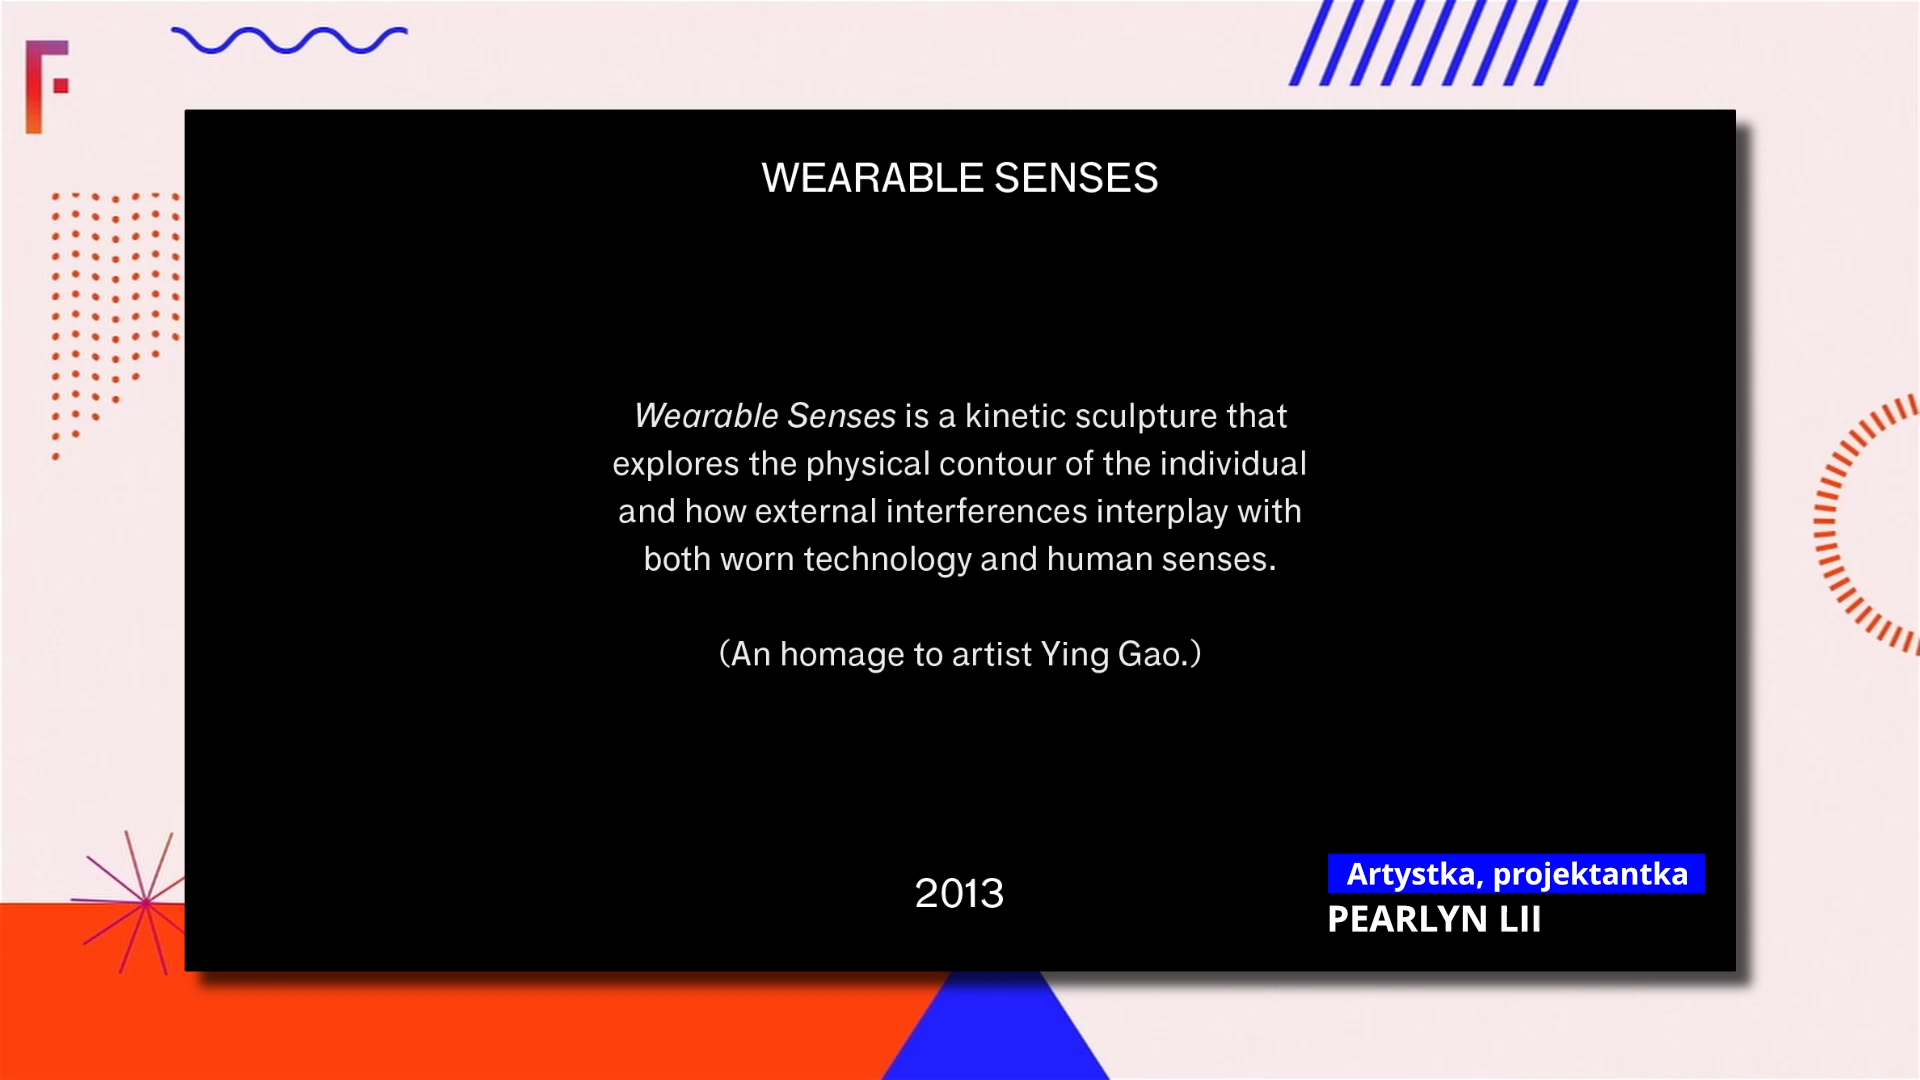 WEARABLE SENSES
Wearable Senses is a kinetic sculpture that
explores the physical contour of the individual
and how external interferences interplay with
both worn technology and human senses.
(An homage to artist Ying Gao.)
2013
Artystka, projektantka
PEARLYN LII